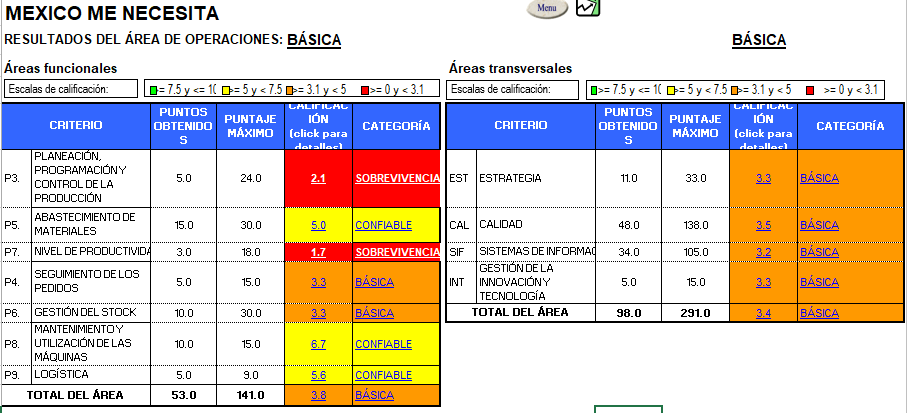 MEXICO ME NECESITA
Menu
RESULTADOS DEL ÁREA DE OPERACIONES: BÁSICA
BÁSICA
Áreas funcionales
Escalas de calificación: >= 7.5 y <= 10 >= 5 y < 7.5 >= 3.1 y < 5 >= 0 y < 3.1
CRITERIO PUNTOS OBTENIDOS PUNTAJE MÁXIMO CALIFICACIÓN (click para detalles) CATEGORÍA
P3. PLANEACIÓN, PROGRAMACIÓN Y CONTROL DE LA PRODUCCIÓN 5.0 24.0 2.1 SOBREVIVENCIA
P5. ABASTECIMIENTO DE MATERIALES 15.0 30.0 5.0 CONFIABLE
P7. NIVEL DE PRODUCTIVIDA 3.0 18.0 1.7 SOBREVIVENCIA
P4. SEGUIMIENTO DE LOS PEDIDOS 5.0 15.0 3.3 BÁSICA
P6. GESTIÓN DEL STOCK 10.0 30.0 3.3 BÁSICA
P8. MANTENIMIENTO Y UTILIZACIÓN DE LAS MÁQUINAS 10.0 15.0 6.7 CONFIABLE
P9. LOGÍSTICA 5.0 9.0 5.6 CONFIABLE
TOTAL DEL ÁREA 53.0 141.0 3.8 BÁSICA
Áreas transversales
Escalas de calificación: >= 7.5 y <= 10 >= 5 y < 7.5 >= 3.1 y < 5 >= 0 y < 3.1
CRITERIO PUNTOS OBTENIDOS PUNTAJE MÁXIMO CALIFICACIÓN (click para detalles) CATEGORÍA
EST ESTRATEGIA 11.0 33.0 3.3 BÁSICA
CAL CALIDAD 48.0 138.0 3.5 BÁSICA
SIF SISTEMAS DE INFORMAC 34.0 105.0 3.2 BÁSICA
INT GESTIÓN DE LA INNOVACIÓN Y TECNOLOGÍA 5.0 15.0 3.3 BÁSICA
TOTAL DEL ÁREA 98.0 291.0 3.4 BÁSICA